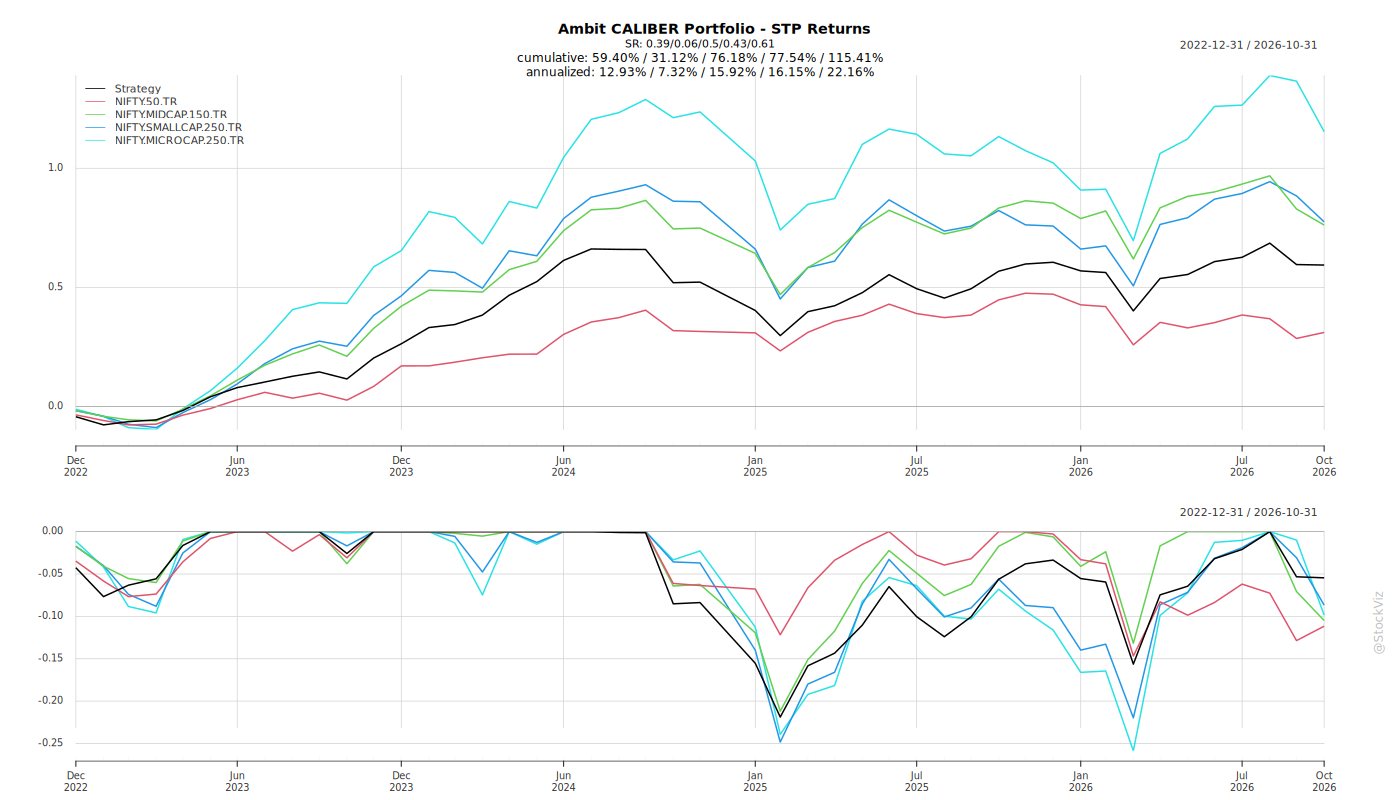 Ambit CALIBER Portfolio - STP Returns
SR: 0.39/0.06/0.5/0.43/0.61
cumulative: 59.40% / 31.12% / 76.18% / 77.54% / 115.41%
annualized: 12.93% / 7.32% / 15.92% / 16.15% / 22.16%
2022-12-31 / 2026-10-31
Strategy
NIFTY.50.TR
NIFTY.MIDCAP.150.TR
NIFTY.SMALLCAP.250.TR
NIFTY.MICROCAP.250.TR
1.0
0.5
0.0
Dec Jun Dec Jun Jan Jul Jan Jul Oct
2022 2023 2023 2024 2025 2025 2026 2026 2026
2022-12-31 / 2026-10-31
0.00
-0.05
-0.10
-0.15
-0.20
-0.25
Dec Jun Dec Jun Jan Jul Jan Jul Oct
2022 2023 2023 2024 2025 2025 2026 2026 2026
@StockViz